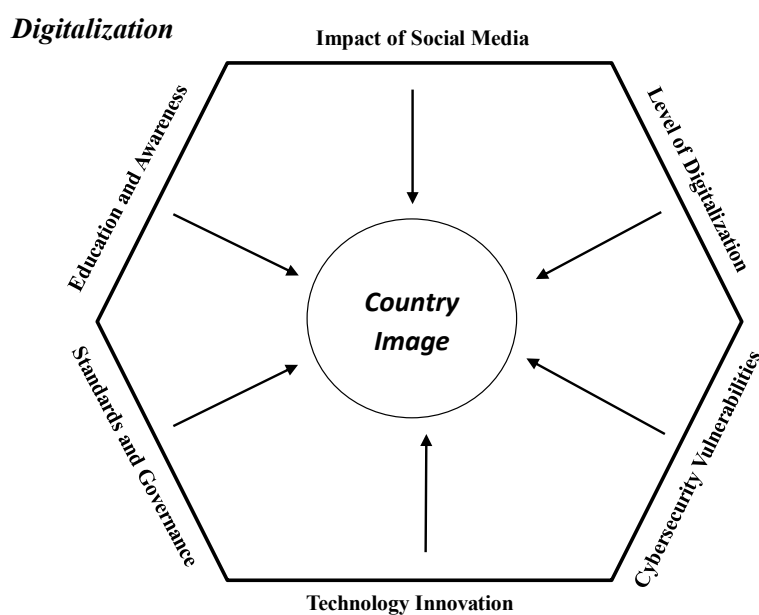 Digitalization
Impact of Social Media
Education and Awareness
Level of Digitalization
Country
Image
Standards and Governance
Cybersecurity Vulnerabilities
Technology Innovation